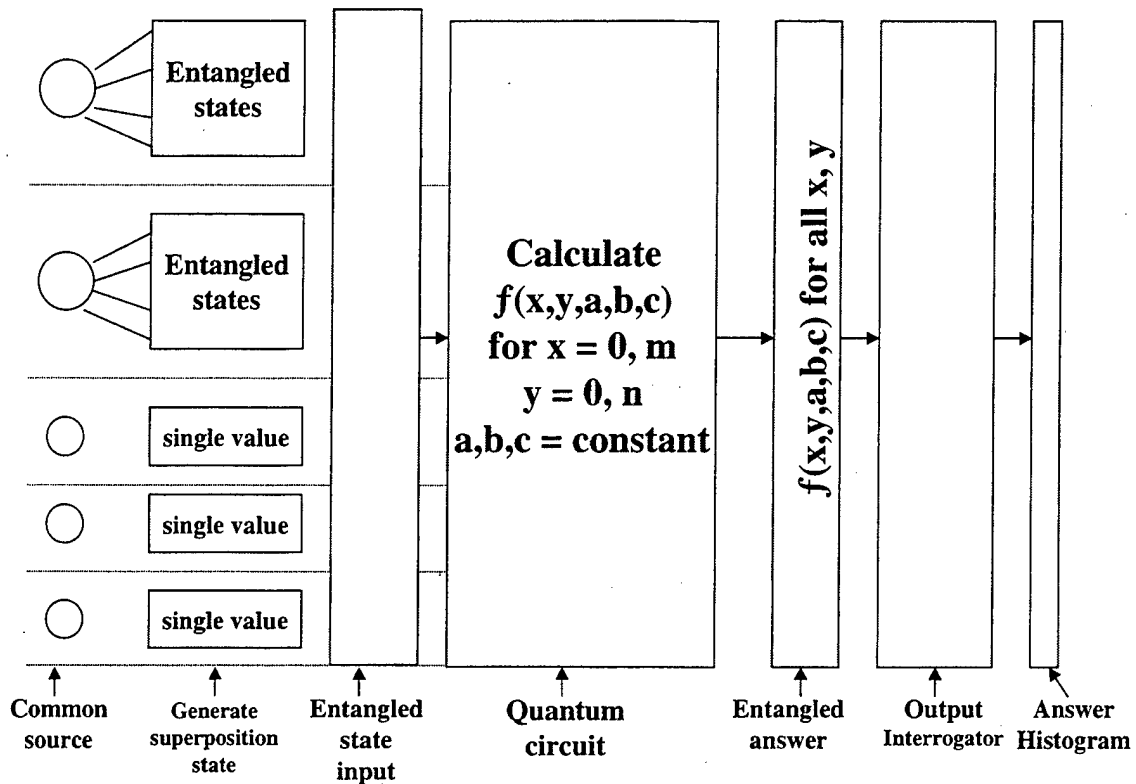 Entangled
states
Entangled
states
single value
single value
single value
Calculate
f(x,y,a,b,c)
for x = 0, m
y = 0, n
a,b,c = constant
f(x,y,a,b,c) for all x, y
Common
source
Generate
superposition
state
Entangled
state
input
Quantum
circuit
Entangled
answer
Output
Interrogator
Answer
Histogram